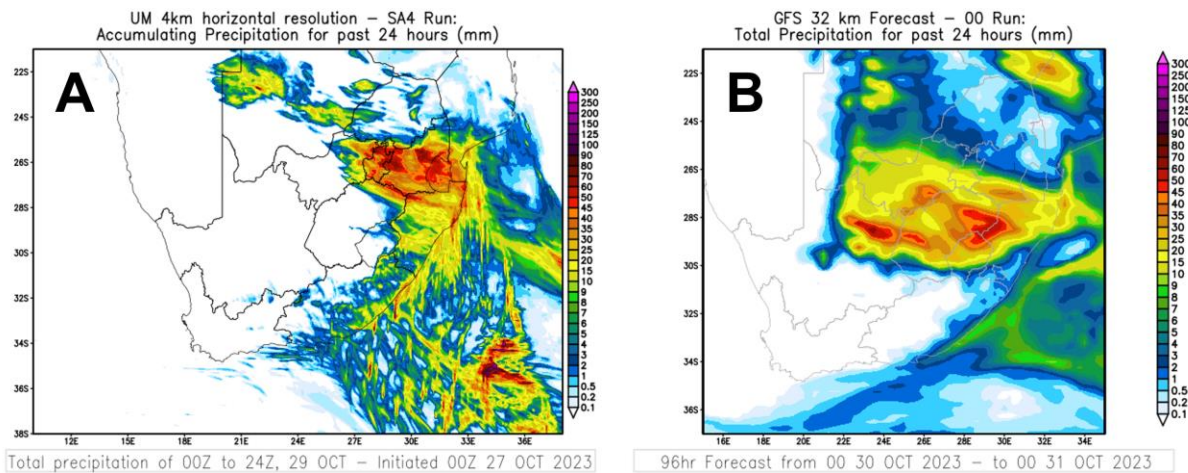 UM 4km horizontal resolution – SA4 Run:
Accumulating Precipitation for past 24 hours (mm)
A
22S
24S
26S
28S
30S
32S
34S
36S
38S
12E
15E
18E
21E
24E
27E
30E
33E
36E
300
250
200
150
125
100
90
80
70
60
50
45
40
35
30
25
20
15
10
9
8
7
6
5
4
3
2
1
0.5
0.2
0.1
Total precipitation of 00Z to 24Z, 29 OCT – Initiated 00Z 27 OCT 2023
GFS 32 km Forecast – 00 Run:
Total Precipitation for past 24 hours (mm)
B
22S
24S
26S
28S
30S
32S
34S
36S
16E
18E
20E
22E
24E
26E
28E
30E
32E
34E
300
250
200
150
125
100
90
80
70
60
50
45
40
35
30
25
20
15
10
9
8
7
6
5
4
3
2
1
0.5
0.2
0.1
96hr Forecast from 00 30 OCT 2023 – to 00 31 OCT 2023